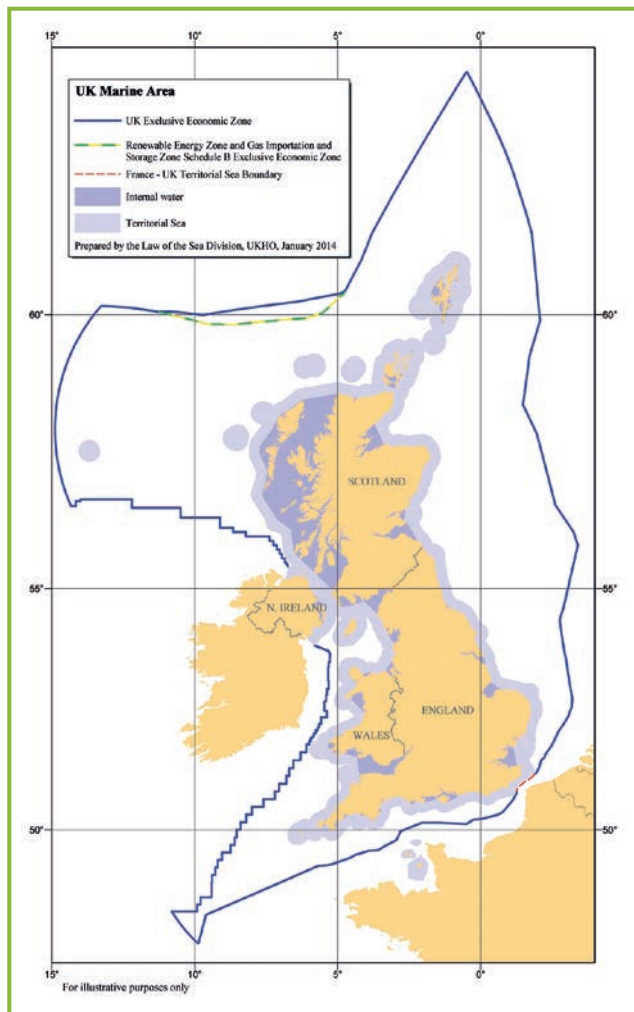 15°
10°
5°
0°
UK Marine Area
UK Exclusive Economic Zone
Renewable Energy Zone and Gas Importation and
Storage Zone Schedule B Exclusive Economic Zone
France - UK Territorial Sea Boundary
Internal water
Territorial Sea
Prepared by the Law of the Sea Division, UKHO, January 2014
60°
60°
SCOTLAND
55°
55°
N. IRELAND
ENGLAND
WALES
50°
50°
15°
10°
5°
0°
For illustrative purposes only